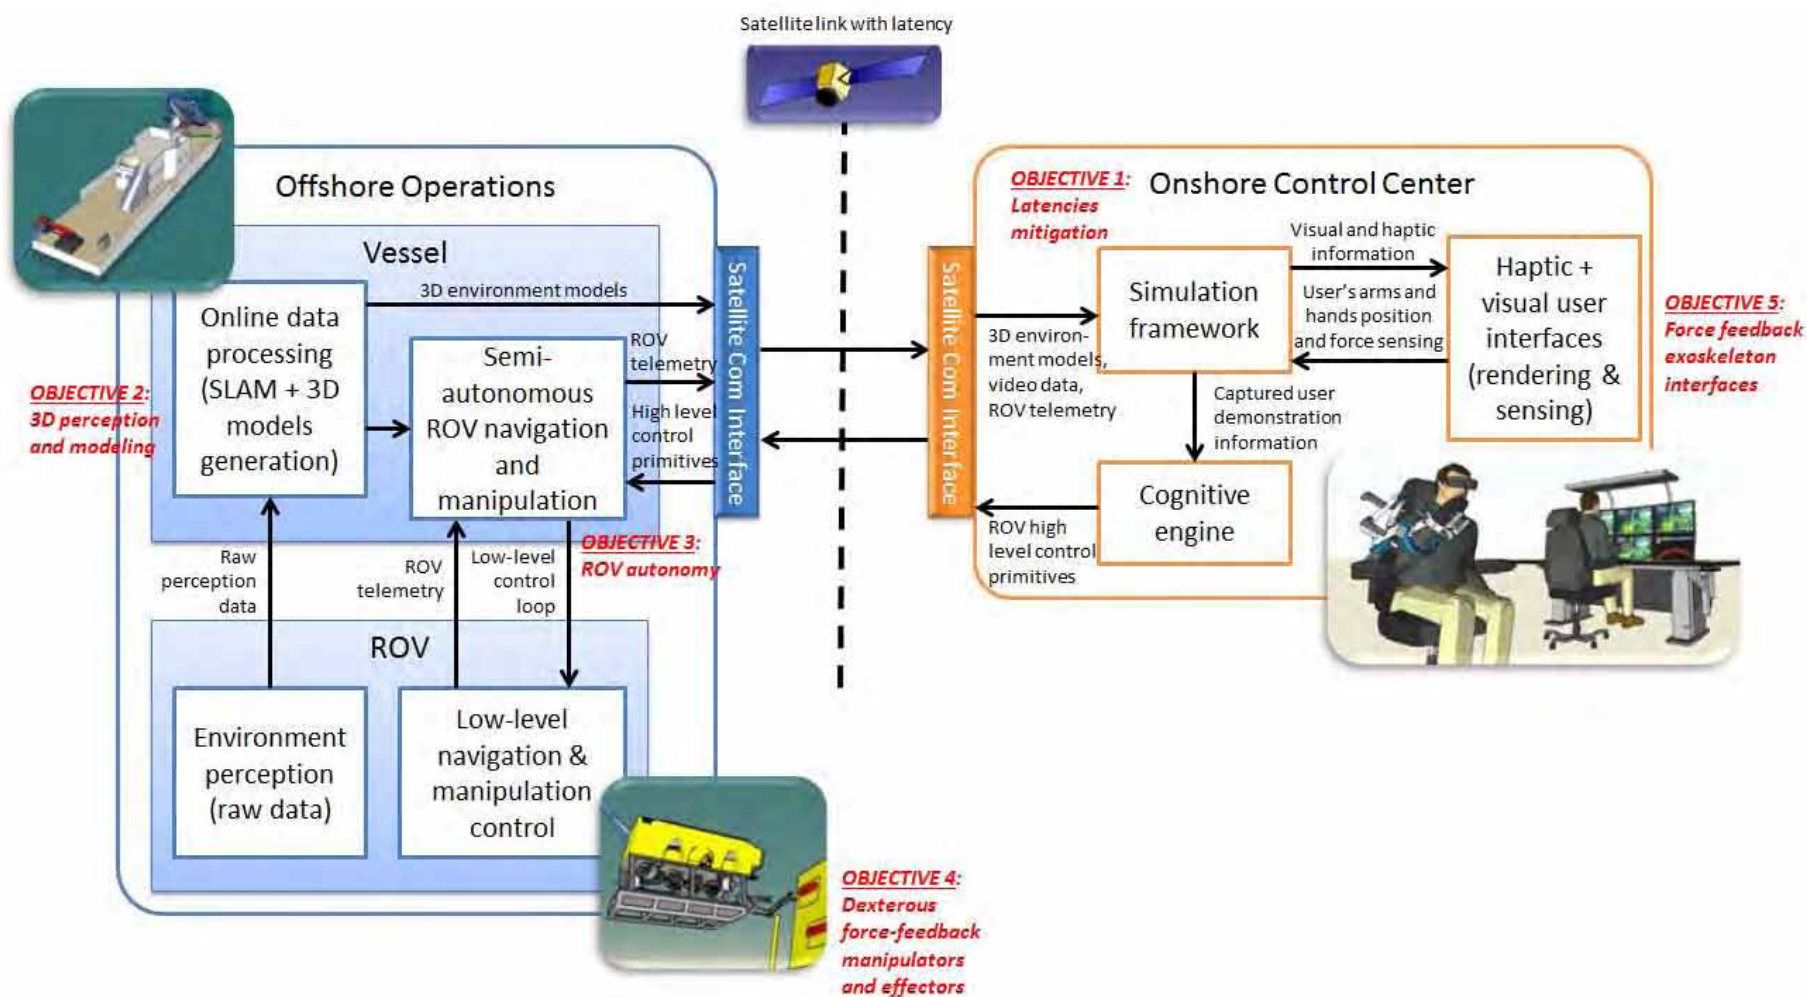 Satellite link with latency
Offshore Operations
Vessel
3D environment models
Online data
processing
(SLAM + 3D
models
generation)
Semi-
autonomous
ROV navigation
and
manipulation
ROV
telemetry
High level
control
primitives
Satellite Com Interface
OBJECTIVE 2:
3D perception
and modeling
OBJECTIVE 3:
ROV autonomy
Raw
perception
data
ROV
telemetry
Low-level
control
loop
ROV
Environment
perception
(raw data)
Low-level
navigation &
manipulation
control
OBJECTIVE 4:
Dexterous
force-feedback
manipulators
and effectors
Satellite Com Interface
OBJECTIVE 1:
Latencies
mitigation
Onshore Control Center
Simulation
framework
Visual and haptic
information
User's arms and
hands position
and force sensing
Haptic +
visual user
interfaces
(rendering &
sensing)
OBJECTIVE 5:
Force feedback
exoskeleton
interfaces
3D environ-
ment models,
video data,
ROV telemetry
Captured user
demonstration
information
Cognitive
engine
ROV high
level control
primitives